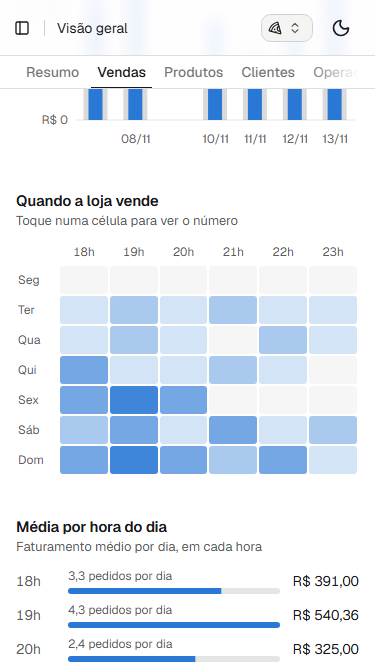 Visão geral
Resumo Vendas Produtos Clientes Opera
R$ 0
08/11 10/11 11/11 12/11 13/11
Quando a loja vende
Toque numa célula para ver o número
18h 19h 20h 21h 22h 23h
Seg
Ter
Qua
Qui
Sex
Sáb
Dom
Média por hora do dia
Faturamento médio por dia, em cada hora
18h 3,3 pedidos por dia R$ 391,00
19h 4,3 pedidos por dia R$ 540,36
20h 2,4 pedidos por dia R$ 325,00